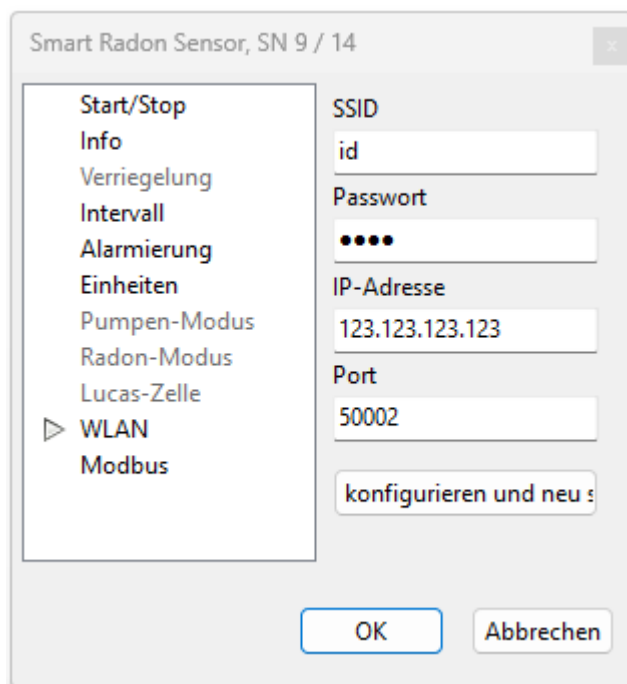 Smart Radon Sensor, SN 9 / 14
x
Start/Stop
Info
Verriegelung
Intervall
Alarmierung
Einheiten
Pumpen-Modus
Radon-Modus
Lucas-Zelle
WLAN
Modbus
SSID
id
Passwort
●●●●
IP-Adresse
123.123.123.123
Port
50002
konfigurieren und neu s
OK
Abbrechen